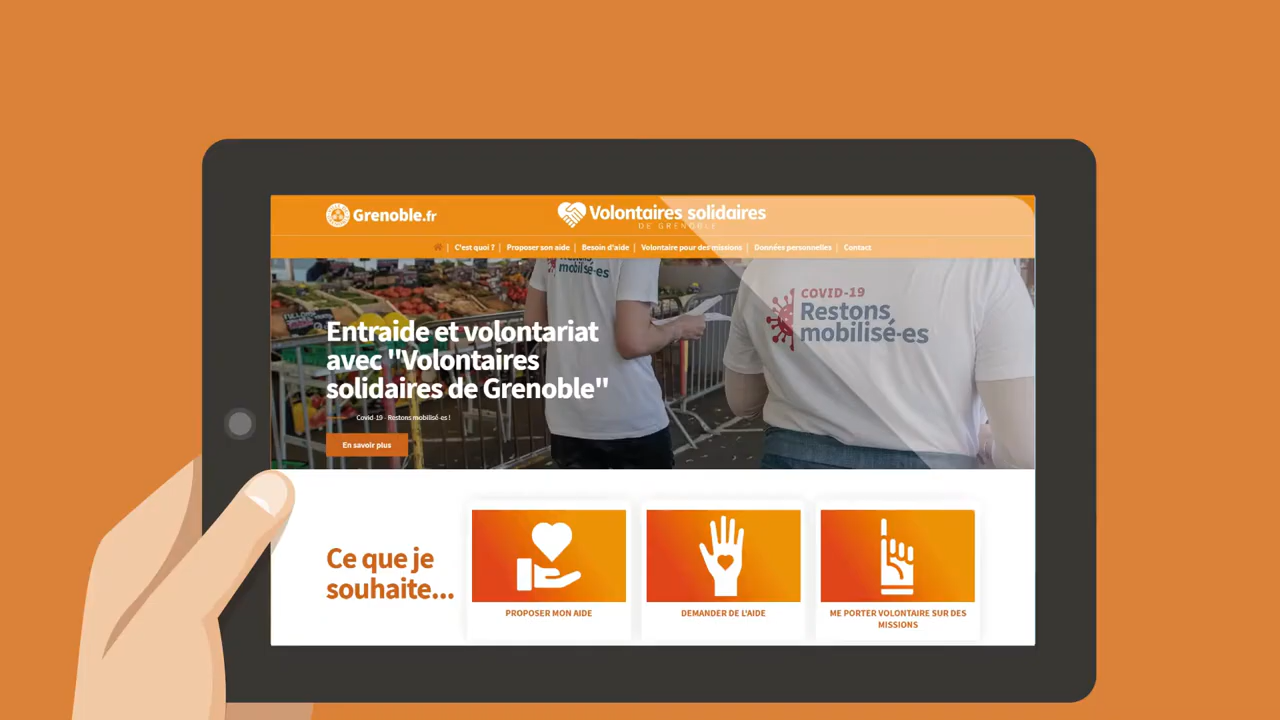 Grenoble.fr
Volontaires solidaires
DE GRENOBLE
C'est quoi ? | Proposer son aide | Besoin d'aide | Volontaire pour des missions | Données personnelles | Contact
mobilisé·es
COVID-19
Restons
mobilisé·es
Entraide et volontariat
avec "Volontaires
solidaires de Grenoble"
Covid-19 - Restons mobilisé·es !
En savoir plus
Ce que je
souhaite...
PROPOSER MON AIDE
DEMANDER DE L'AIDE
ME PORTER VOLONTAIRE SUR DES
MISSIONS